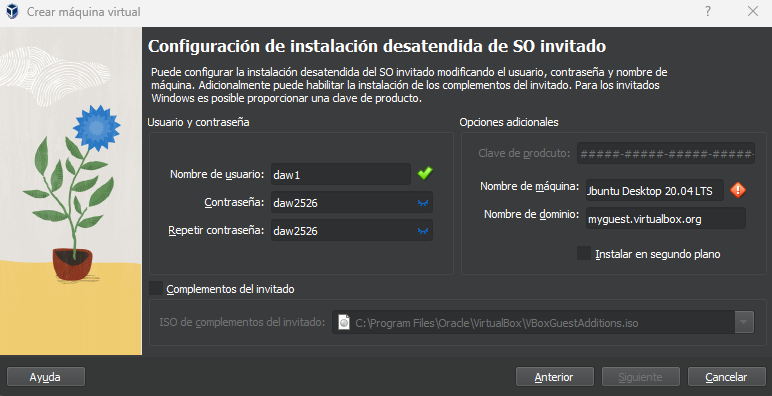 Crear máquina virtual
Configuración de instalación desatendida de SO invitado
Puede configurar la instalación desatendida del SO invitado modificando el usuario, contraseña y nombre de
máquina. Adicionalmente puede habilitar la instalación de los complementos del invitado. Para los invitados
Windows es posible proporcionar una clave de producto.
Usuario y contraseña
Nombre de usuario: daw1
Contraseña: daw2526
Repetir contraseña: daw2526
Opciones adicionales
Clave de prodcuto: #####-#####-#####-#####-
Nombre de máquina: Ubuntu Desktop 20.04 LTS
Nombre de dominio: myguest.virtualbox.org
Instalar en segundo plano
Complementos del invitado
ISO de complementos del invitado: C:\Program Files\Oracle\VirtualBox\VBoxGuestAdditions.iso
Ayuda
Anterior
Siguiente
Cancelar